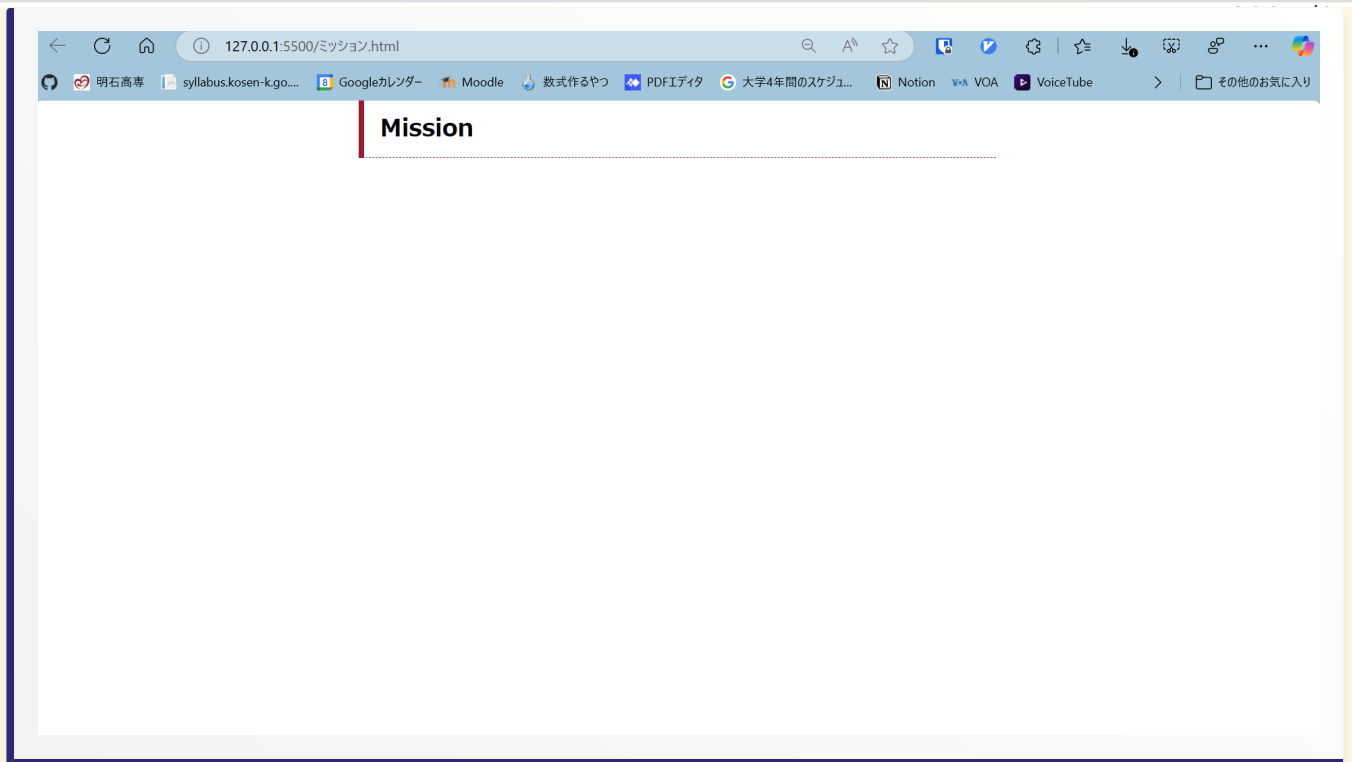 127.0.0.1:5500/ミッション.html
明石高専 syllabus.kosen-k.go.... Googleカレンダー Moodle 数式作るやつ PDFエディタ 大学4年間のスケジュ... Notion VOA VOA VoiceTube その他のお気に入り
Mission